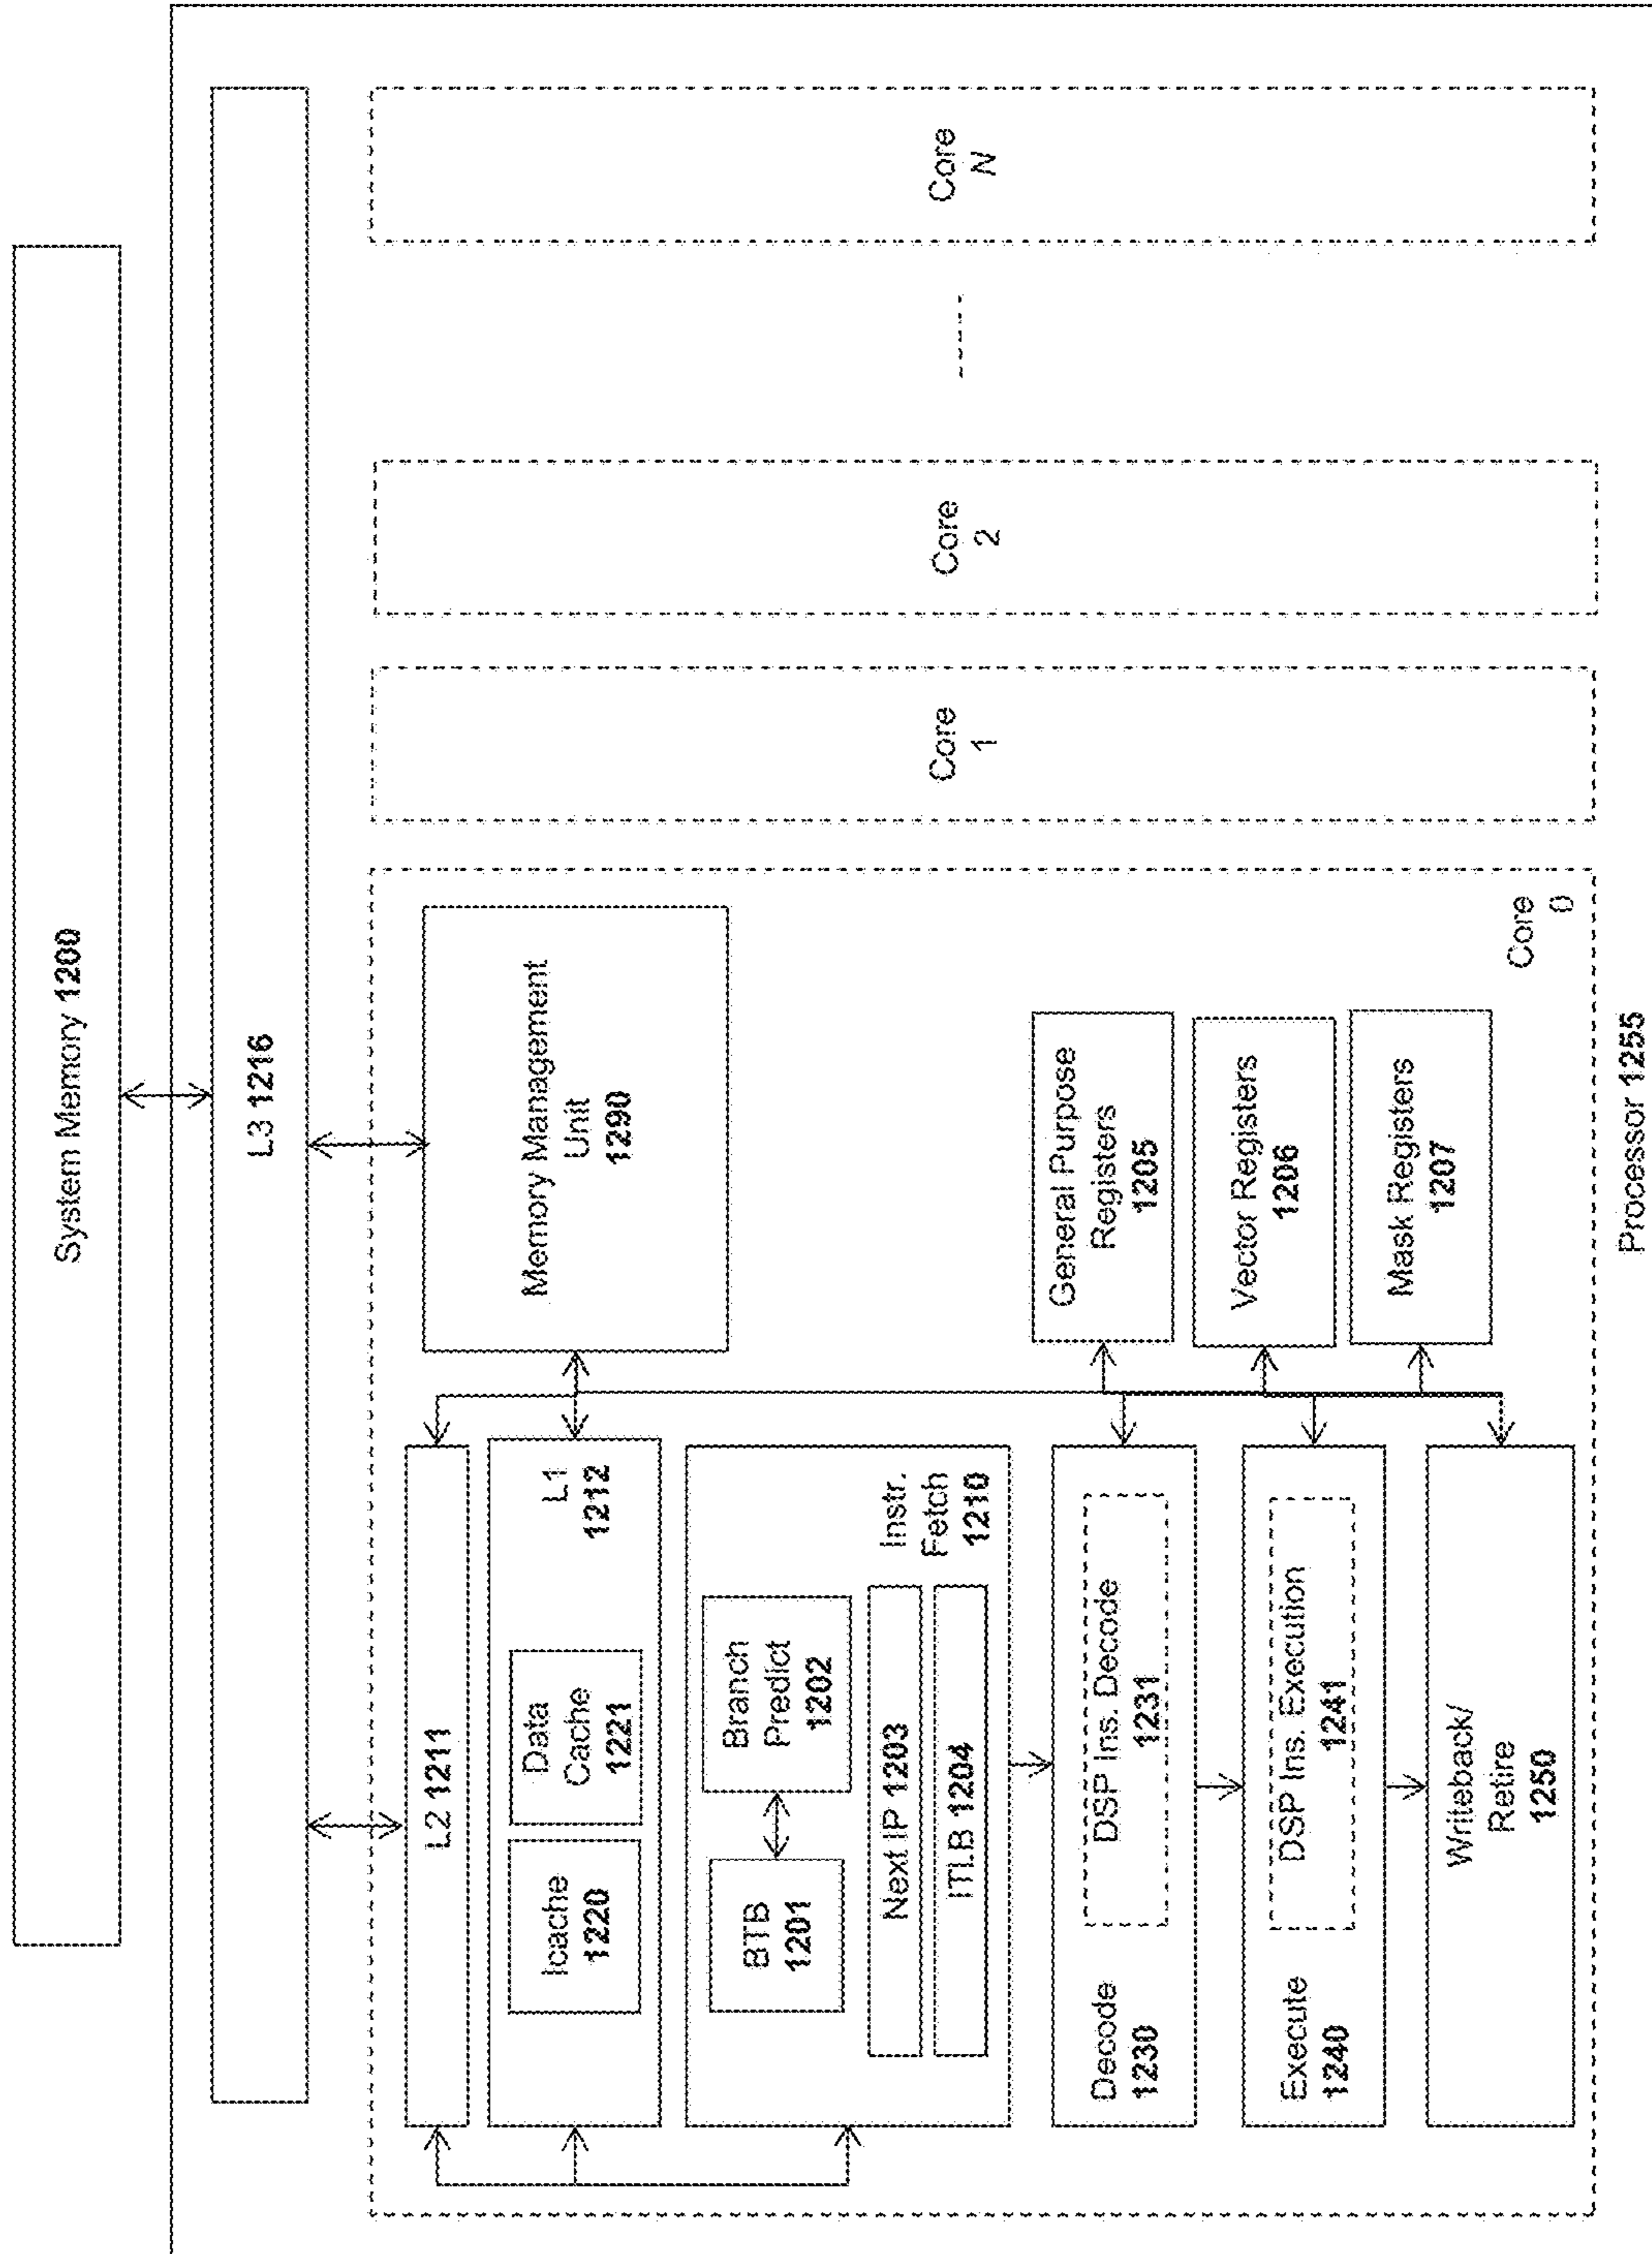 System Memory 1200
L3 1216
L2 1211
Icache
1220
Data
Cache
1221
L1
1212
Memory Management
Unit
1290
BTB
1201
Branch
Predict
1202
Next IP 1203
ITLB 1204
Instr.
Fetch
1210
Decode
1230
DSP Ins. Decode
1231
Execute
1240
DSP Ins. Execution
1241
Writeback/
Retire
1250
General Purpose
Registers
1205
Vector Registers
1206
Mask Registers
1207
Core
0
Core
1
Core
2
Core
N
Processor 1255